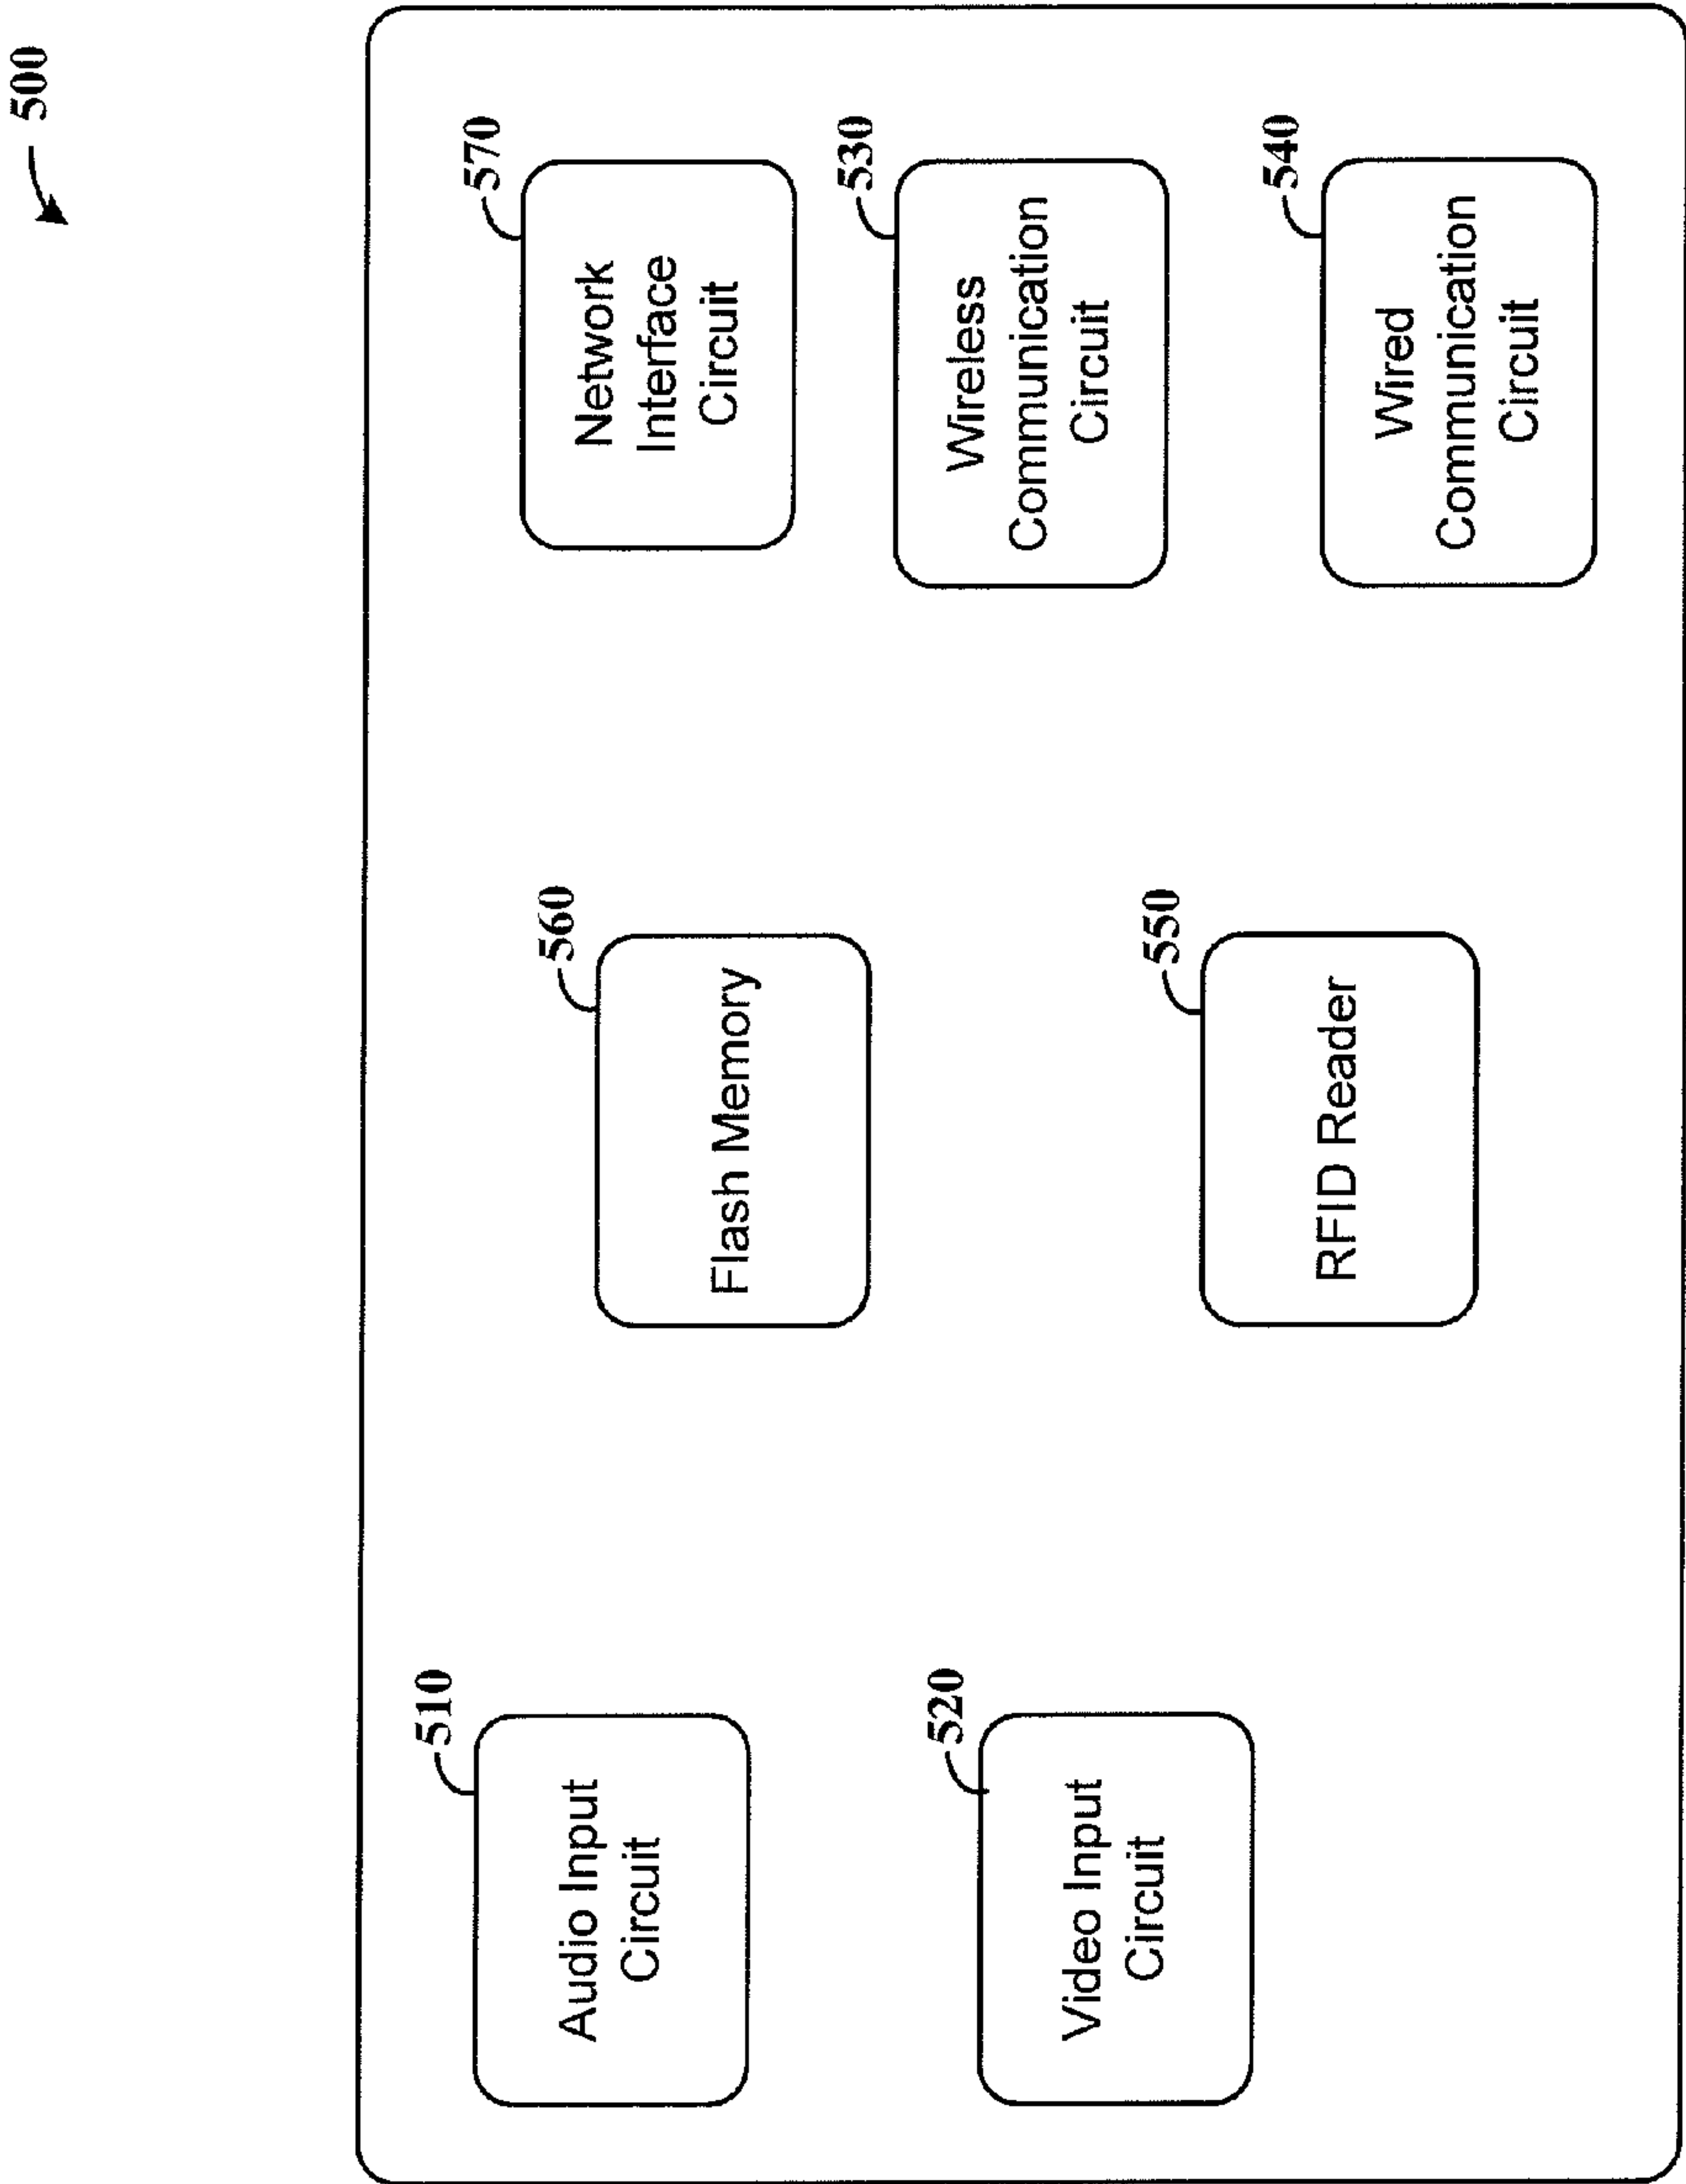 500
510
Audio Input
Circuit
560
Flash Memory
570
Network
Interface
Circuit
530
Wireless
Communication
Circuit
520
Video Input
Circuit
550
RFID Reader
540
Wired
Communication
Circuit